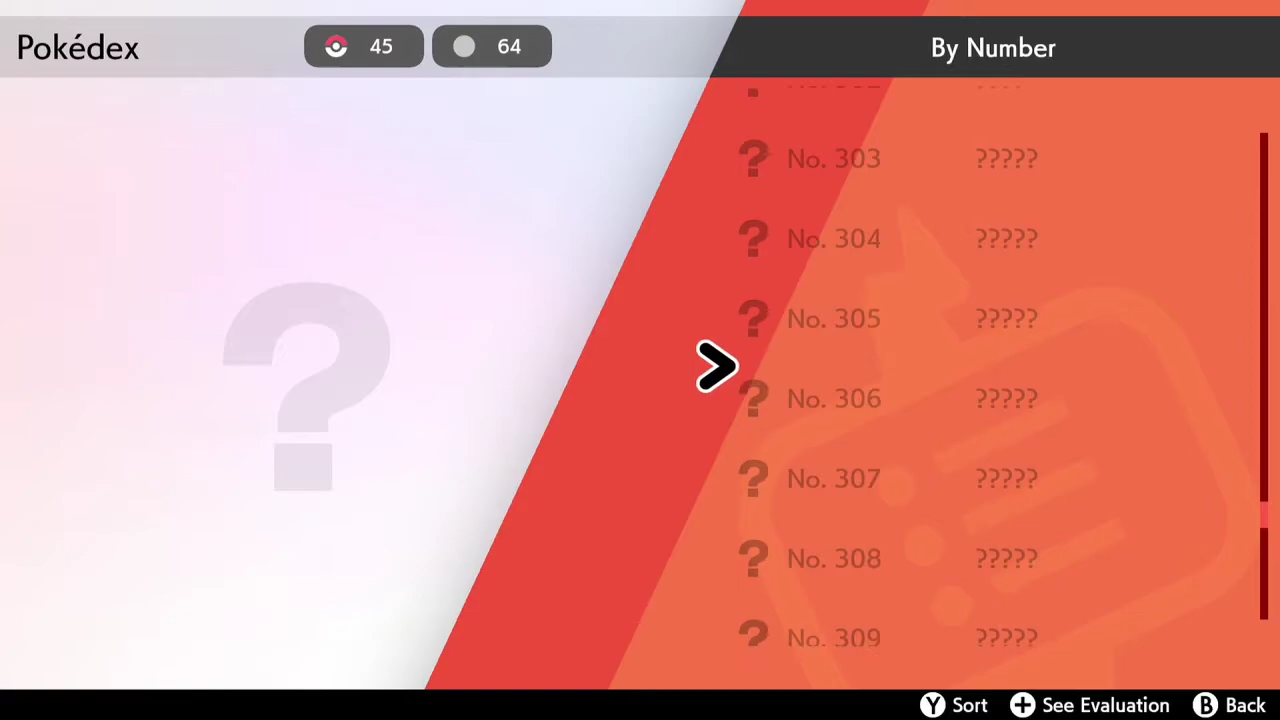 Pokédex 45 64 By Number
No. 303 ?????
No. 304 ?????
No. 305 ?????
No. 306 ?????
No. 307 ?????
No. 308 ?????
No. 309 ?????
Y Sort + See Evaluation B Back